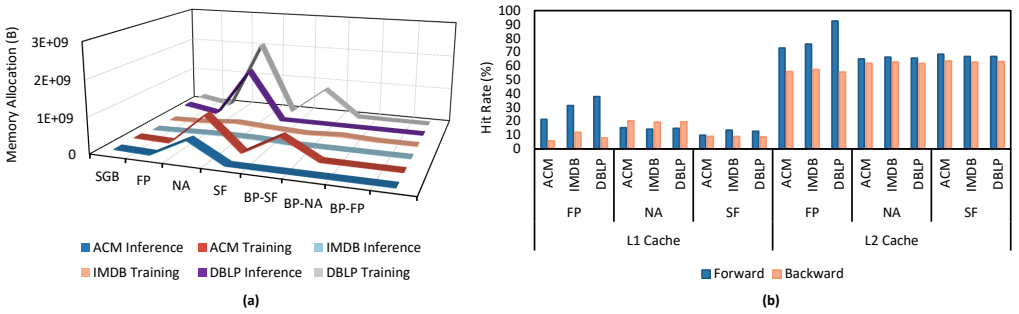 Memory Allocation (B)
3E+09
2E+09
1E+09
0
SGB
FP
NA
SF
BP-SF
BP-NA
BP-FP
ACM Inference
ACM Training
IMDB Inference
IMDB Training
DBLP Inference
DBLP Training
(a)
Hit Rate (%)
100
90
80
70
60
50
40
30
20
10
0
ACM IMDB DBLP ACM IMDB DBLP ACM IMDB DBLP ACM IMDB DBLP ACM IMDB DBLP ACM IMDB DBLP
FP NA SF FP NA SF
L1 Cache L2 Cache
Forward Backward
(b)